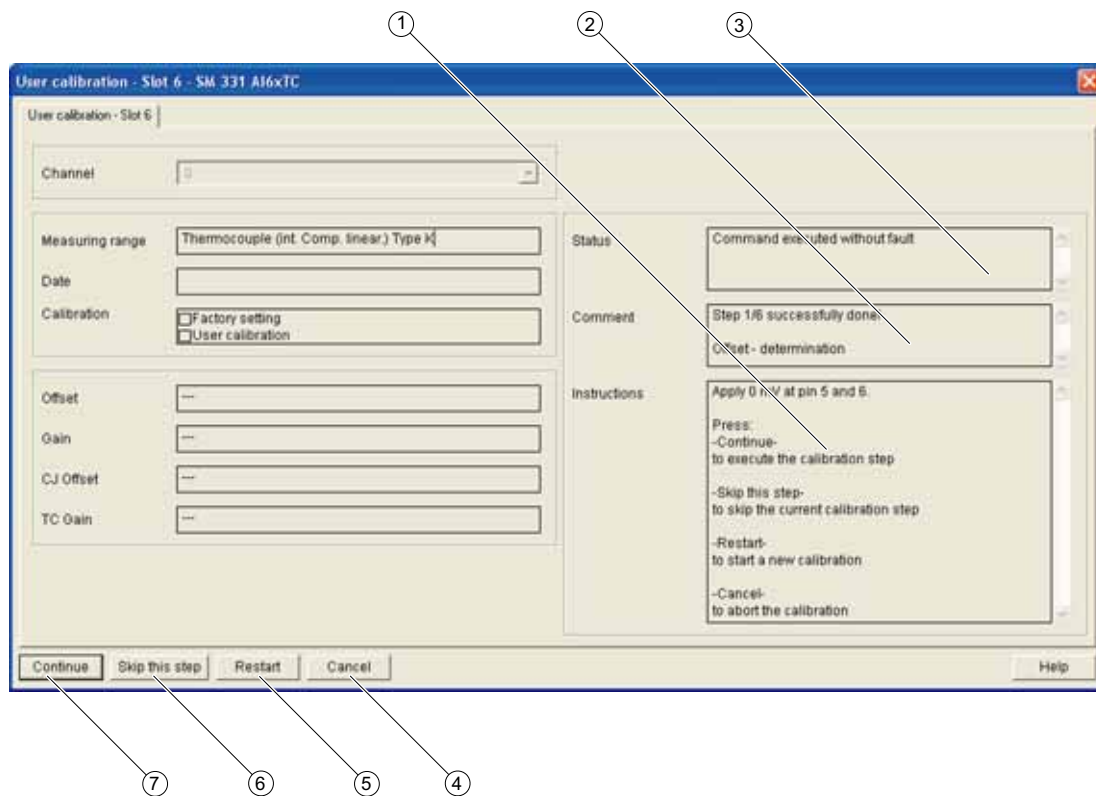 ① ② ③
User calibration - Slot 6 - SM 331 AI6xTC
User calibration - Slot 6
Channel
0
Measuring range
Thermocouple (int. Comp. linear.) Type K
Date
Calibration
Factory setting
User calibration
Offset
---
Gain
---
CJ Offset
---
TC Gain
---
Status
Command executed without fault
Comment
Step 1/6 successfully done.
Offset - determination
Instructions
Apply 0 mV at pin 5 and 6.
Press:
-Continue-
to execute the calibration step
-Skip this step-
to skip the current calibration step
-Restart-
to start a new calibration
-Cancel-
to abort the calibration
Continue
Skip this step
Restart
Cancel
Help
⑦ ⑥ ⑤ ④